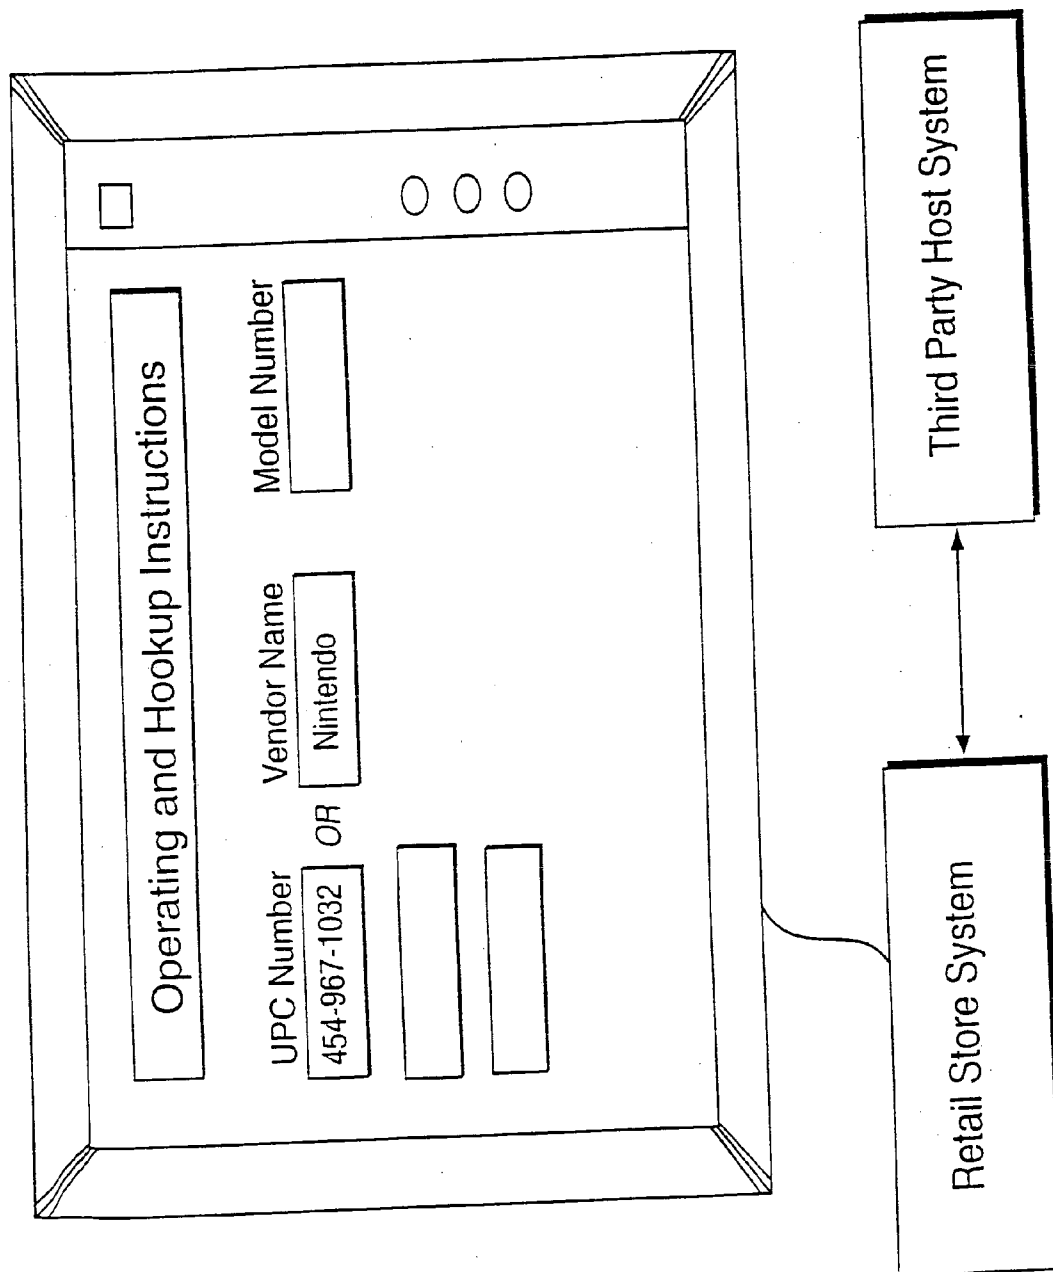 Operating and Hookup Instructions
UPC Number
Vendor Name
Model Number
454-967-1032
OR
Nintendo
Retail Store System
Third Party Host System